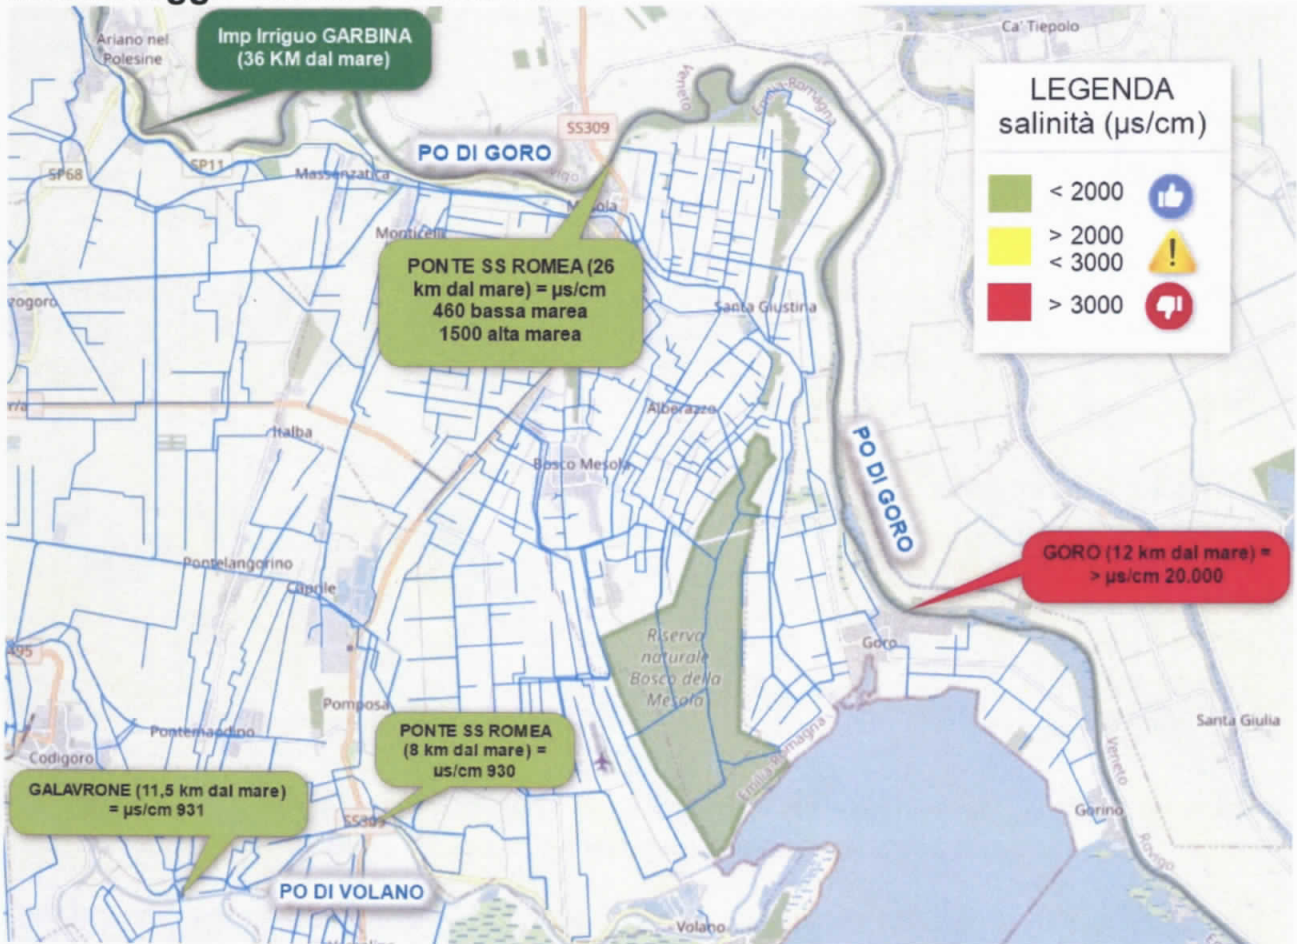 gg
Ariano nel
Polesine
Imp Irriguo GARBINA
(36 KM dal mare)
Ca' Tiepolo
Veneto
Emilia-Romagna
LEGENDA
salinità (µs/cm)
< 2000
> 2000
< 3000
> 3000
SS309
PO DI GORO
SP11
SP68
Massenzatica
Monticelli
PONTE SS ROMEA (26
km dal mare) = µs/cm
460 bassa marea
1500 alta marea
Santa Giustina
zogoro
Alberazzo
Italba
Bosco Mesola
PO DI GORO
GORO (12 km dal mare) =
> µs/cm 20.000
Pontelangorino
Caprile
Riserva
naturale
Bosco della
Mesola
Goro
495
Pomposa
Pontemaodino
Codigoro
PONTE SS ROMEA
(8 km dal mare) =
us/cm 930
Emilia-Romagna
Santa Giulia
Veneto
GALAVRONE (11,5 km dal mare)
= µs/cm 931
SS309
Gorino
Rovigo
PO DI VOLANO
Volano